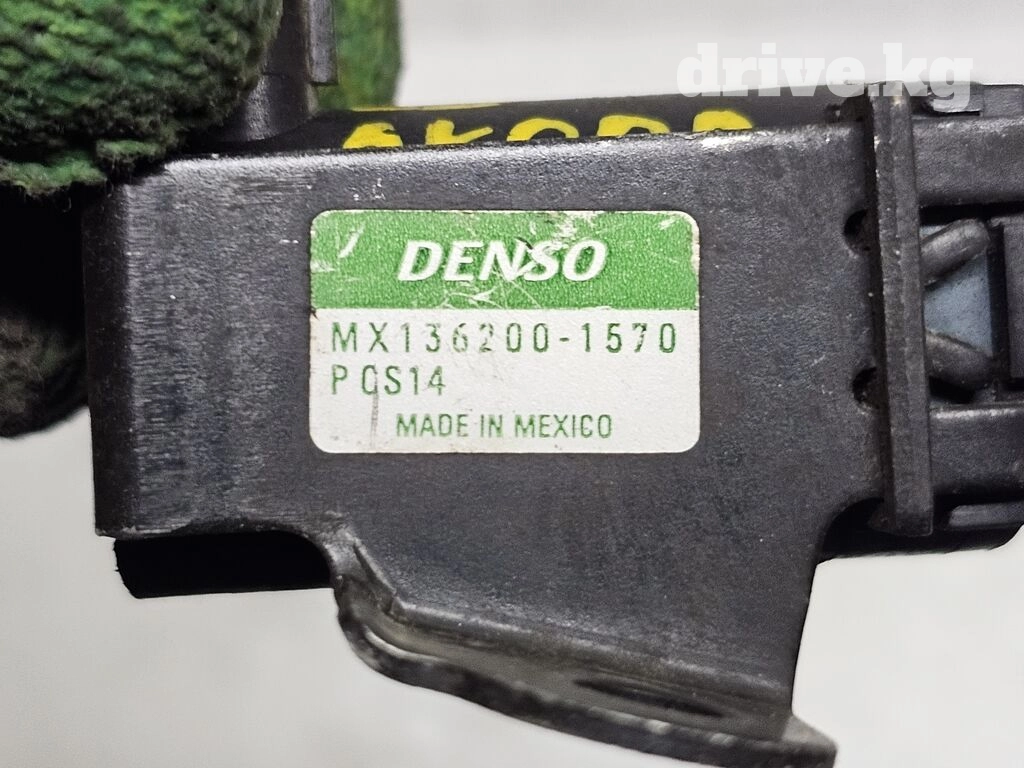 drive.kg
DENSO
MX136200-1570
PCS14
MADE IN MEXICO